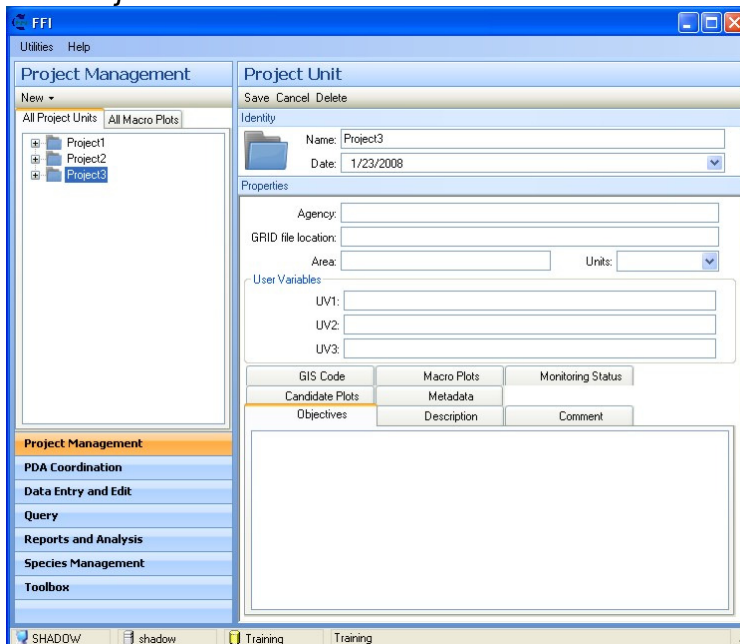 FFI
Utilities Help
Project Management
New
All Project Units All Macro Plots
Project1
Project2
Project3
Project Management
PDA Coordination
Data Entry and Edit
Query
Reports and Analysis
Species Management
Toolbox
Project Unit
Save Cancel Delete
Identity
Name: Project3
Date: 1/23/2008
Properties
Agency:
GRID file location:
Area: Units:
User Variables
UV1:
UV2:
UV3:
GIS Code Macro Plots Monitoring Status
Candidate Plots Metadata
Objectives Description Comment
SHADOW shadow Training Training